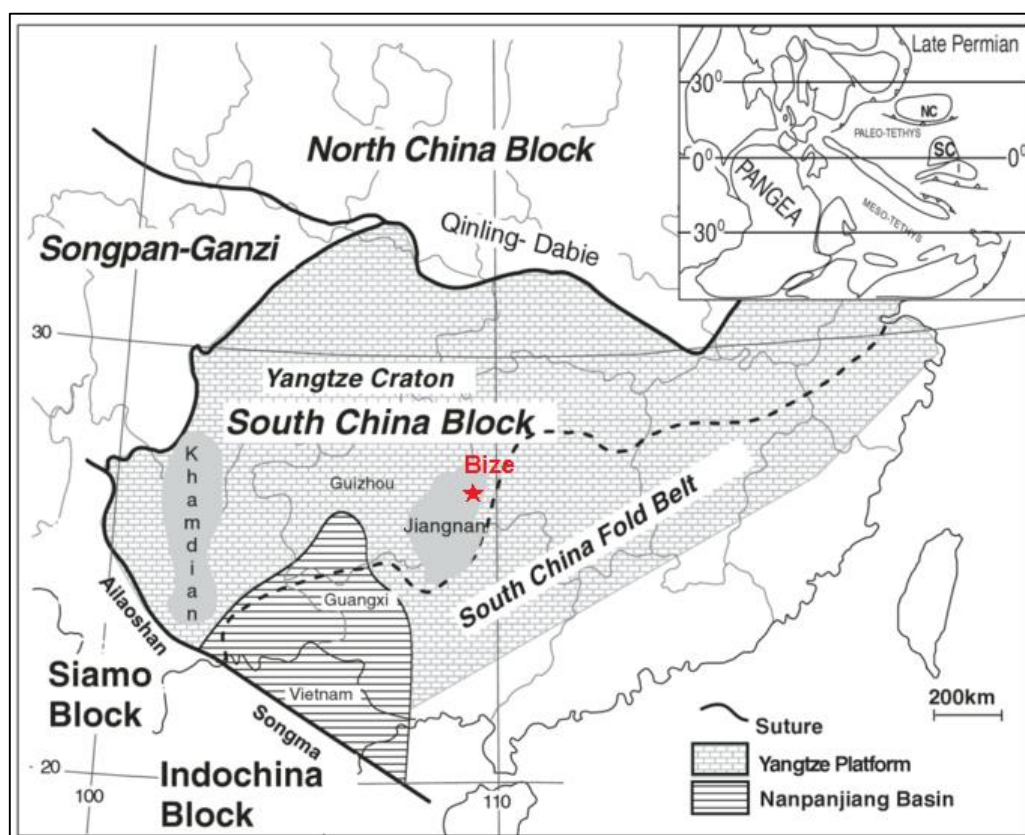 Late Permian
30°
NC
PALEO-TETHYS
SC
0°
0°
I
PANGEA
MESO-TETHYS
30°
North China Block
Qinling- Dabie
Songpan-Ganzi
30
Yangtze Craton
South China Block
Khamdian
Bize
Guizhou
Jiangnan
South China Fold Belt
Ailaoshan
Guangxi
Siamo
Block
Vietnam
Songma
200km
Suture
Yangtze Platform
Nanpanjiang Basin
20
Indochina
Block
100
110